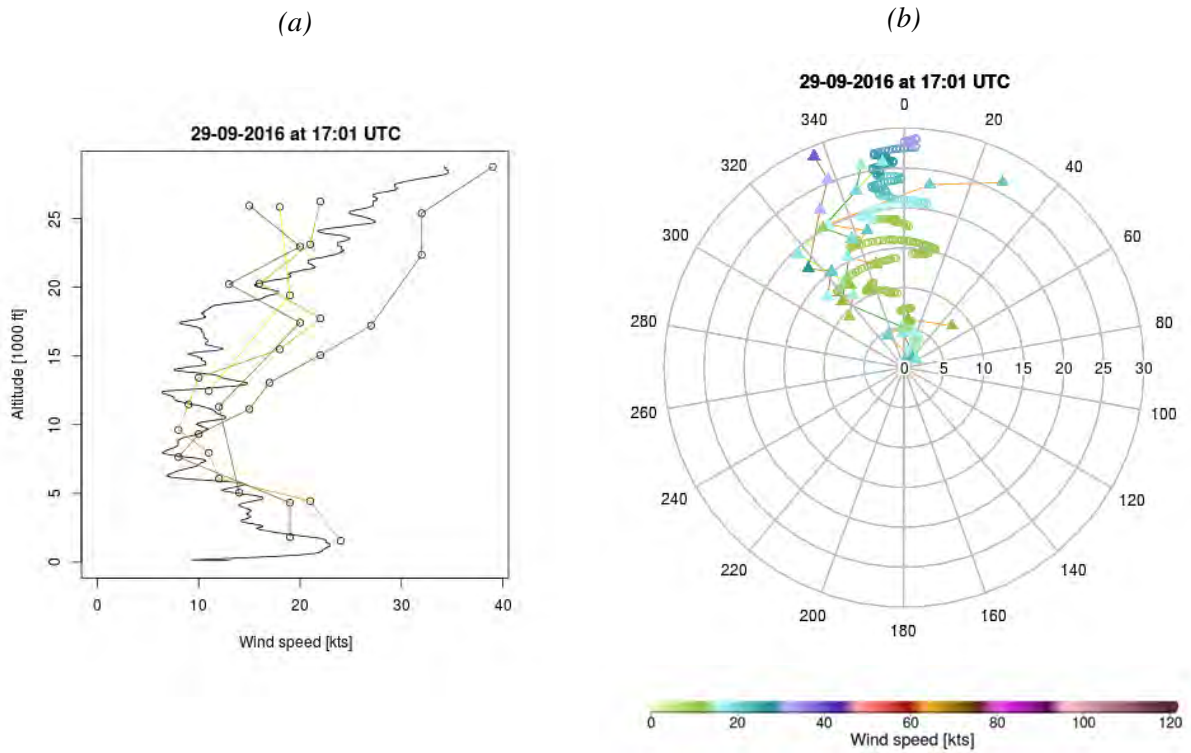 (a)
29-09-2016 at 17:01 UTC
Altitude [1000 ft]
25
20
15
10
5
0
0 10 20 30 40
Wind speed [kts]
(b)
29-09-2016 at 17:01 UTC
0
340 20
320 40
300 60
280 80
0 5 10 15 20 25 30
260 100
240 120
220 140
200 160
180
0 20 40 60 80 100 120
Wind speed [kts]